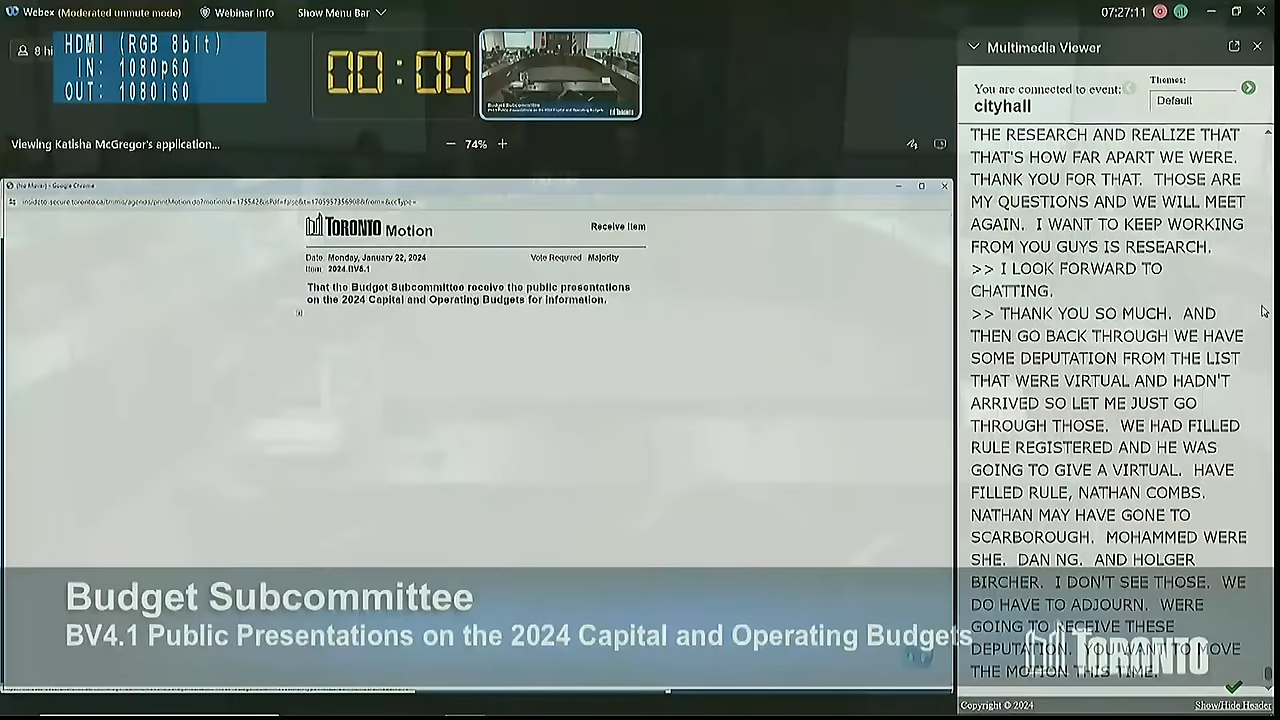 Webex (Moderated unmute mode) Webinar Info Show Menu Bar 07:27:11
8 hi
HDMI (RGB 8bit)
IN: 1080p60
OUT: 1080i60
00:00
Budget Subcommittee
TORONTO
Viewing Katisha McGregor's application...
74%
Multimedia Viewer
You are connected to event:
cityhall
Themes:
Default
(No Mover) - Google Chrome
TORONTO Motion
Receive Item
Date: Monday, January 22, 2024
Vote Required Majority
Item: 2024.BV4.1
That the Budget Subcommittee receive the public presentations
on the 2024 Capital and Operating Budgets for information.
THE RESEARCH AND REALIZE THAT
THAT'S HOW FAR APART WE WERE.
THANK YOU FOR THAT. THOSE ARE
MY QUESTIONS AND WE WILL MEET
AGAIN. I WANT TO KEEP WORKING
FROM YOU GUYS IS RESEARCH.
>> I LOOK FORWARD TO
CHATTING.
>> THANK YOU SO MUCH. AND
THEN GO BACK THROUGH WE HAVE
SOME DEPUTATION FROM THE LIST
THAT WERE VIRTUAL AND HADN'T
ARRIVED SO LET ME JUST GO
THROUGH THOSE. WE HAD FILLED
RULE REGISTERED AND HE WAS
GOING TO GIVE A VIRTUAL. HAVE
FILLED RULE, NATHAN COMBS.
NATHAN MAY HAVE GONE TO
SCARBOROUGH. MOHAMMED WERE
SHE. DAN NG. AND HOLGER
BIRCHER. I DON'T SEE THOSE. WE
DO HAVE TO ADJOURN. WERE
GOING TO RECEIVE THESE
DEPUTATION. YOU WANT TO MOVE
THE MOTION THIS TIME.
Budget Subcommittee
BV4.1 Public Presentations on the 2024 Capital and Operating Budgets
TORONTO
Copyright © 2024
Show/Hide Header